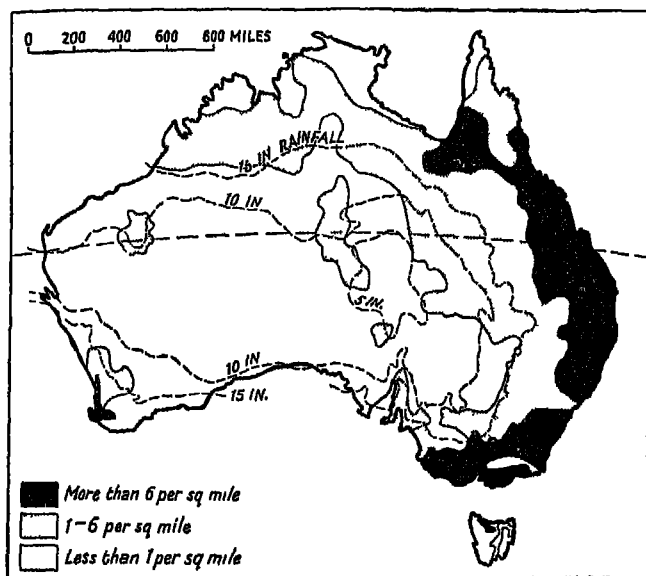 0 200 400 600 800 MILES
15 IN RAINFALL
10 IN
5 IN.
10 IN
15 IN.
More than 6 per sq mile
1-6 per sq mile
Less than 1 per sq mile